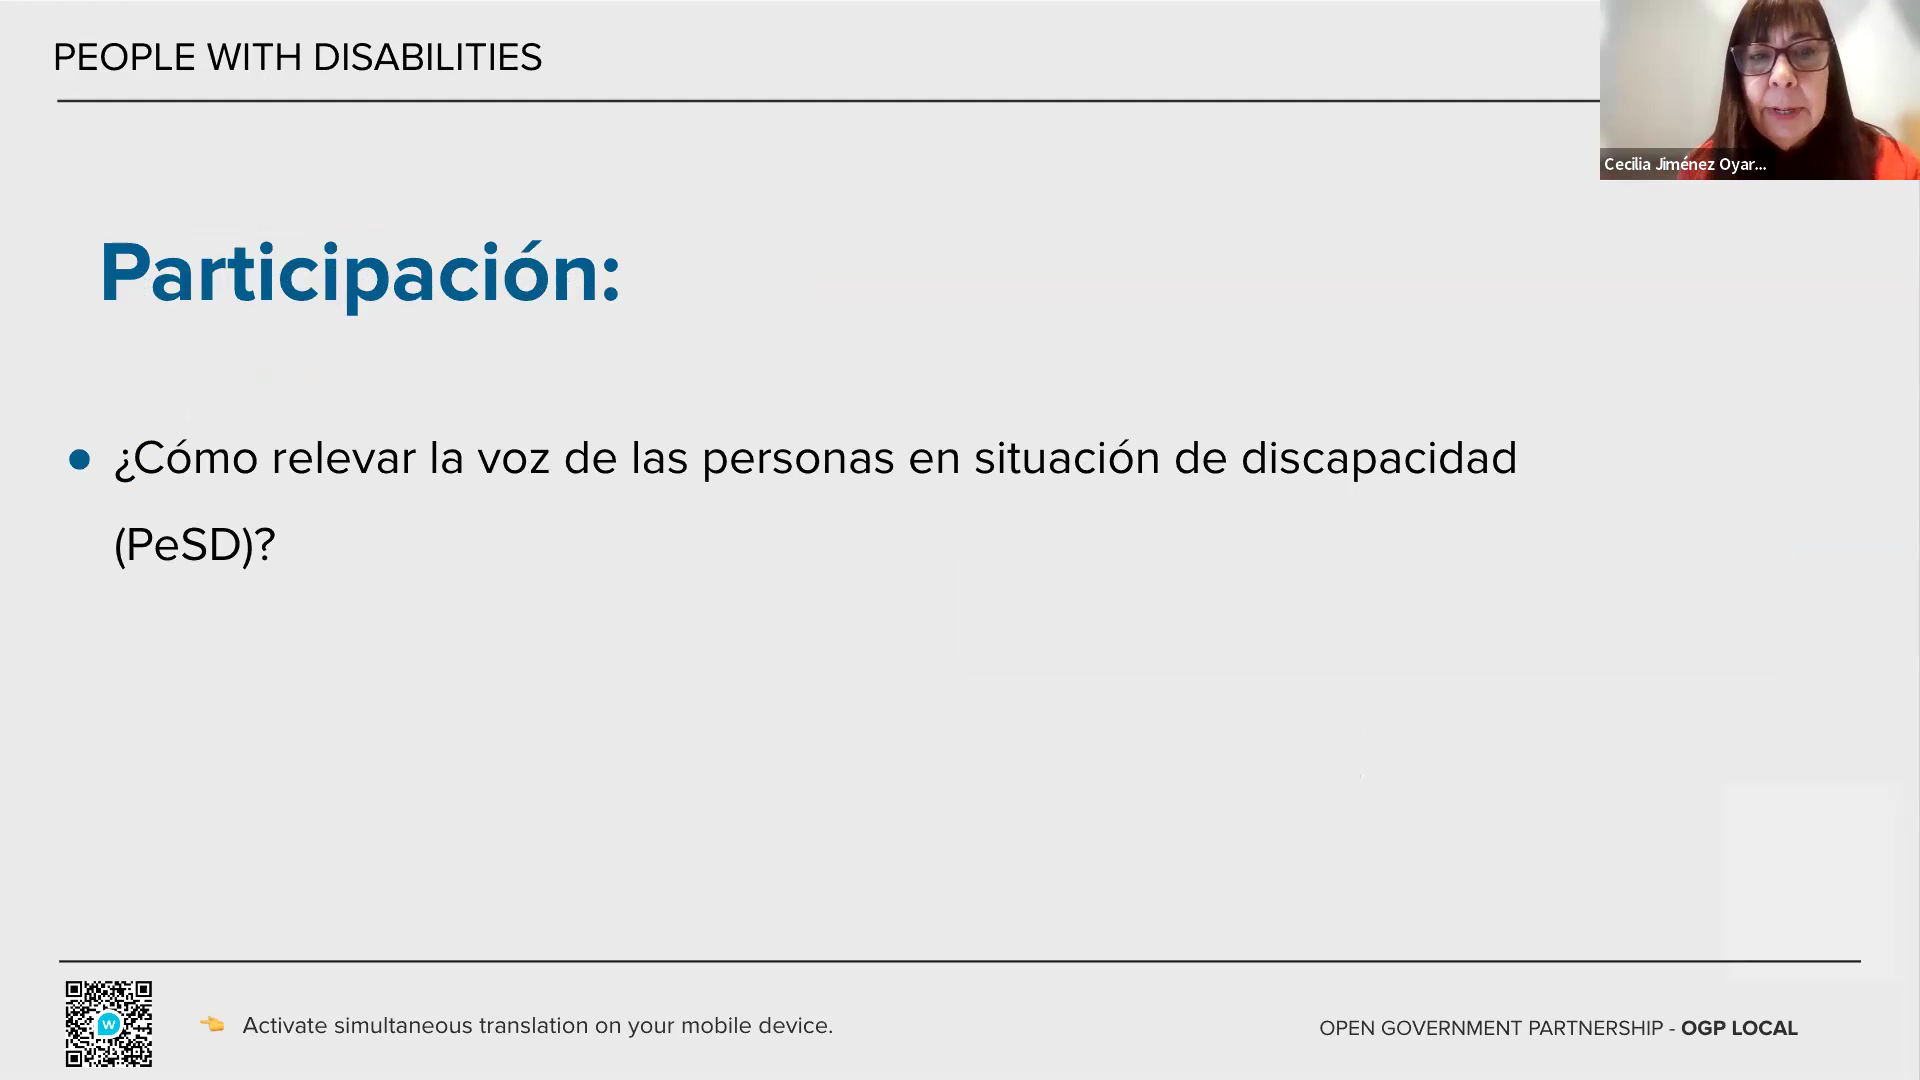 PEOPLE WITH DISABILITIES
Cecilia Jiménez Oyar...
Participación:
● ¿Cómo relevar la voz de las personas en situación de discapacidad
(PeSD)?
W
👈 Activate simultaneous translation on your mobile device.
OPEN GOVERNMENT PARTNERSHIP - OGP LOCAL